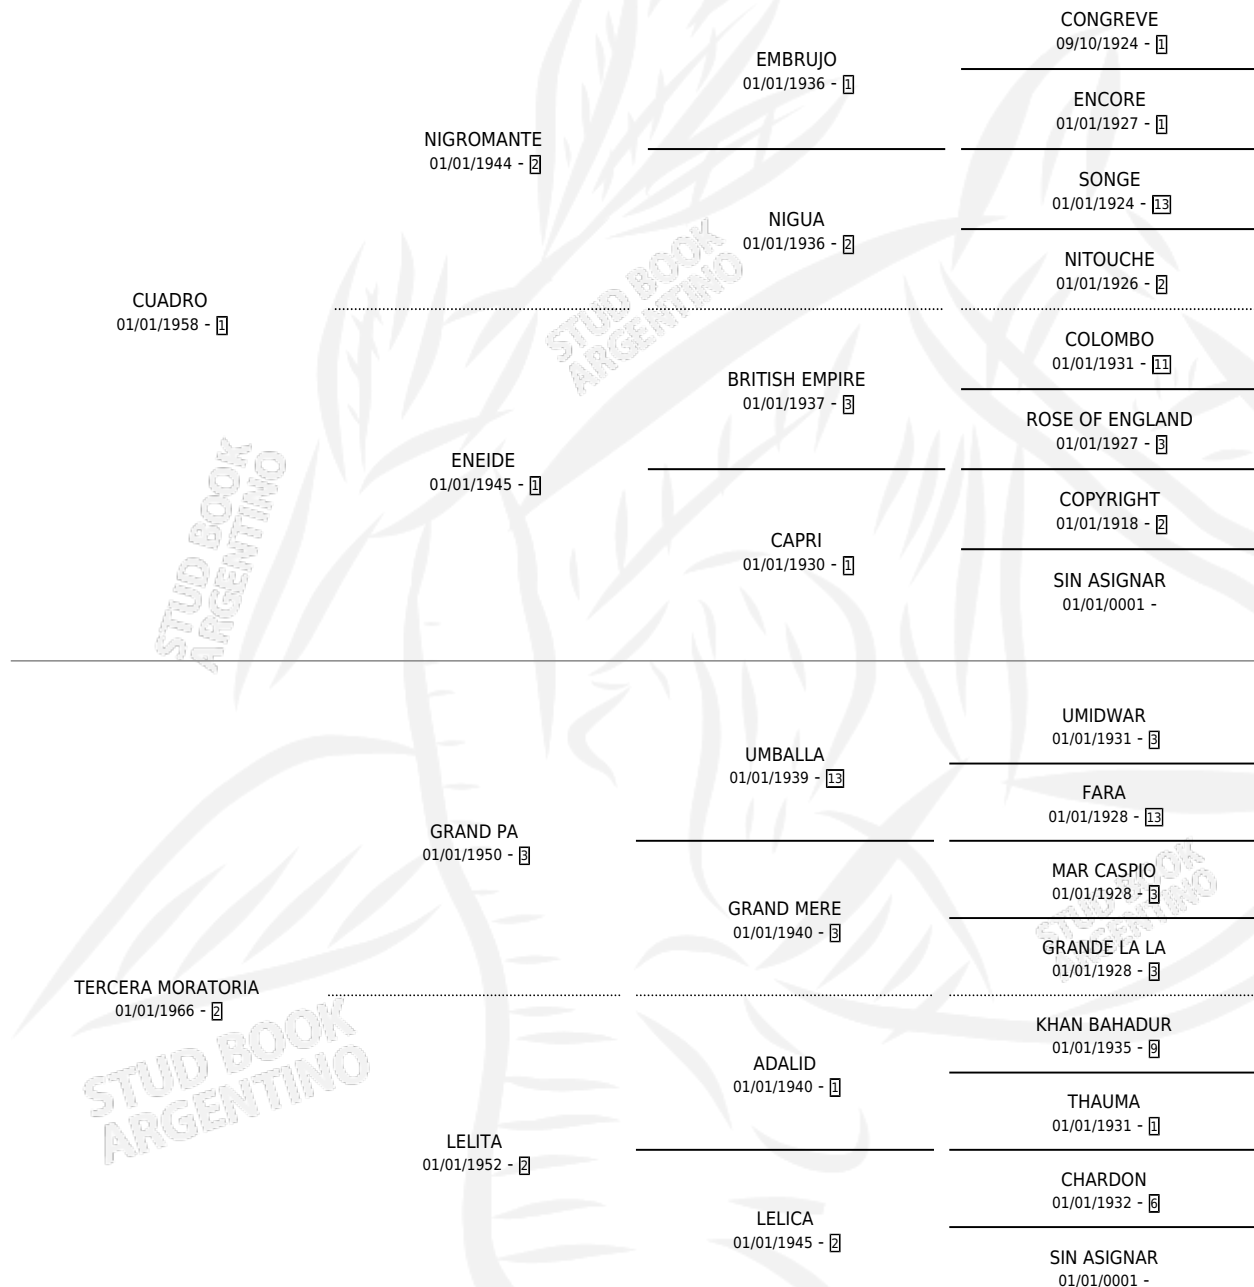 CONGREVE
09/10/1924 - 1
EMBRUJO
01/01/1936 - 1
ENCORE
01/01/1927 - 1
NIGROMANTE
01/01/1944 - 2
SONGE
01/01/1924 - 13
NIGUA
01/01/1936 - 2
NITOUCHE
01/01/1926 - 2
CUADRO
01/01/1958 - 1
COLOMBO
01/01/1931 - 11
BRITISH EMPIRE
01/01/1937 - 3
ROSE OF ENGLAND
01/01/1927 - 3
ENEIDE
01/01/1945 - 1
COPYRIGHT
01/01/1918 - 2
CAPRI
01/01/1930 - 1
SIN ASIGNAR
01/01/0001 -
UMIDWAR
01/01/1931 - 3
UMBALLA
01/01/1939 - 13
FARA
01/01/1928 - 13
GRAND PA
01/01/1950 - 3
MAR CASPIO
01/01/1928 - 3
GRAND MERE
01/01/1940 - 3
GRANDE LA LA
01/01/1928 - 3
TERCERA MORATORIA
01/01/1966 - 2
KHAN BAHADUR
01/01/1935 - 9
ADALID
01/01/1940 - 1
THAUMA
01/01/1931 - 1
LELITA
01/01/1952 - 2
CHARDON
01/01/1932 - 6
LELICA
01/01/1945 - 2
SIN ASIGNAR
01/01/0001 -
STUD BOOK
ARGENTINO
STUD BOOK
ARGENTINO
STUD BOOK
ARGENTINO
STUD BOOK
ARGENTINO